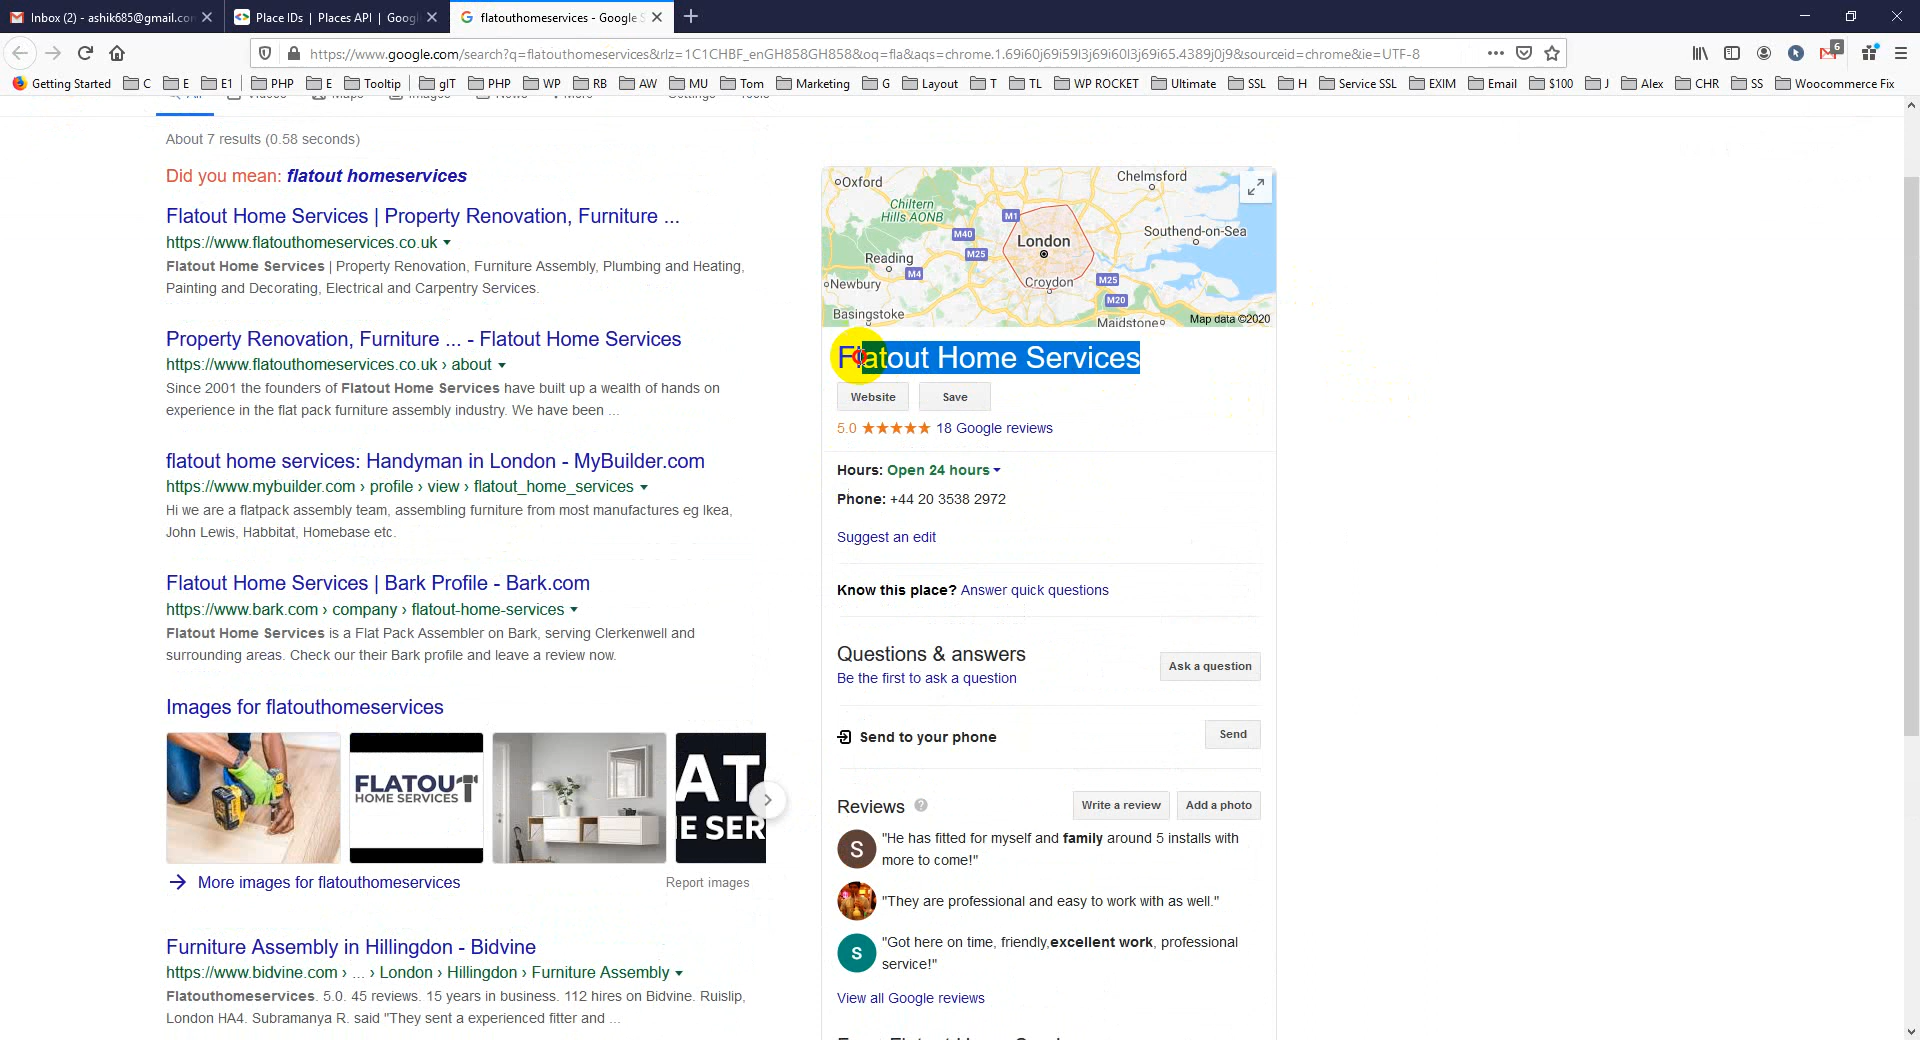 Inbox (2) - ashik685@gmail.com
Place IDs | Places API | Googl
flatouthomeservices - Google S
https://www.google.com/search?q=flatouthomeservices&rlz=1C1CHBF_enGH858GH858&oq=fla&aqs=chrome.1.69i60j69i59l3j69i60l3j69i65.4389j0j9&sourceid=chrome&ie=UTF-8
6
Getting Started C E E1 PHP E Tooltip gIT PHP WP RB AW MU Tom Marketing G Layout T TL WP ROCKET Ultimate SSL H Service SSL EXIM Email $100 J Alex CHR SS Woocommerce Fix
All Videos Maps Images News More Settings Tools
About 7 results (0.58 seconds)
Did you mean: flatout homeservices
Flatout Home Services | Property Renovation, Furniture ...
https://www.flatouthomeservices.co.uk
Flatout Home Services | Property Renovation, Furniture Assembly, Plumbing and Heating,
Painting and Decorating, Electrical and Carpentry Services.
Property Renovation, Furniture ... - Flatout Home Services
https://www.flatouthomeservices.co.uk › about
Since 2001 the founders of Flatout Home Services have built up a wealth of hands on
experience in the flat pack furniture assembly industry. We have been ...
flatout home services: Handyman in London - MyBuilder.com
https://www.mybuilder.com › profile › view › flatout_home_services
Hi we are a flatpack assembly team, assembling furniture from most manufactures eg Ikea,
John Lewis, Habbitat, Homebase etc.
Flatout Home Services | Bark Profile - Bark.com
https://www.bark.com › company › flatout-home-services
Flatout Home Services is a Flat Pack Assembler on Bark, serving Clerkenwell and
surrounding areas. Check our their Bark profile and leave a review now.
Images for flatouthomeservices
FLATOUT
HOME SERVICES
ATO
E SER
More images for flatouthomeservices
Report images
Furniture Assembly in Hillingdon - Bidvine
https://www.bidvine.com › ... › London › Hillingdon › Furniture Assembly
Flatouthomeservices. 5.0. 45 reviews. 15 years in business. 112 hires on Bidvine. Ruislip,
London HA4. Subramanya R. said "They sent a experienced fitter and ...
Oxford
Chelmsford
Chiltern
Hills AONB
M1
M40
London
Southend-on-Sea
M25
Reading
M4
Newbury
Croydon
M25
M20
Basingstoke
Maidstone
Map data ©2020
Flatout Home Services
Website
Save
5.0 ★★★★★ 18 Google reviews
Hours: Open 24 hours
Phone: +44 20 3538 2972
Suggest an edit
Know this place? Answer quick questions
Questions & answers
Be the first to ask a question
Ask a question
Send to your phone
Send
Reviews
Write a review
Add a photo
S
"He has fitted for myself and family around 5 installs with
more to come!"
"They are professional and easy to work with as well."
S
"Got here on time, friendly,excellent work, professional
service!"
View all Google reviews